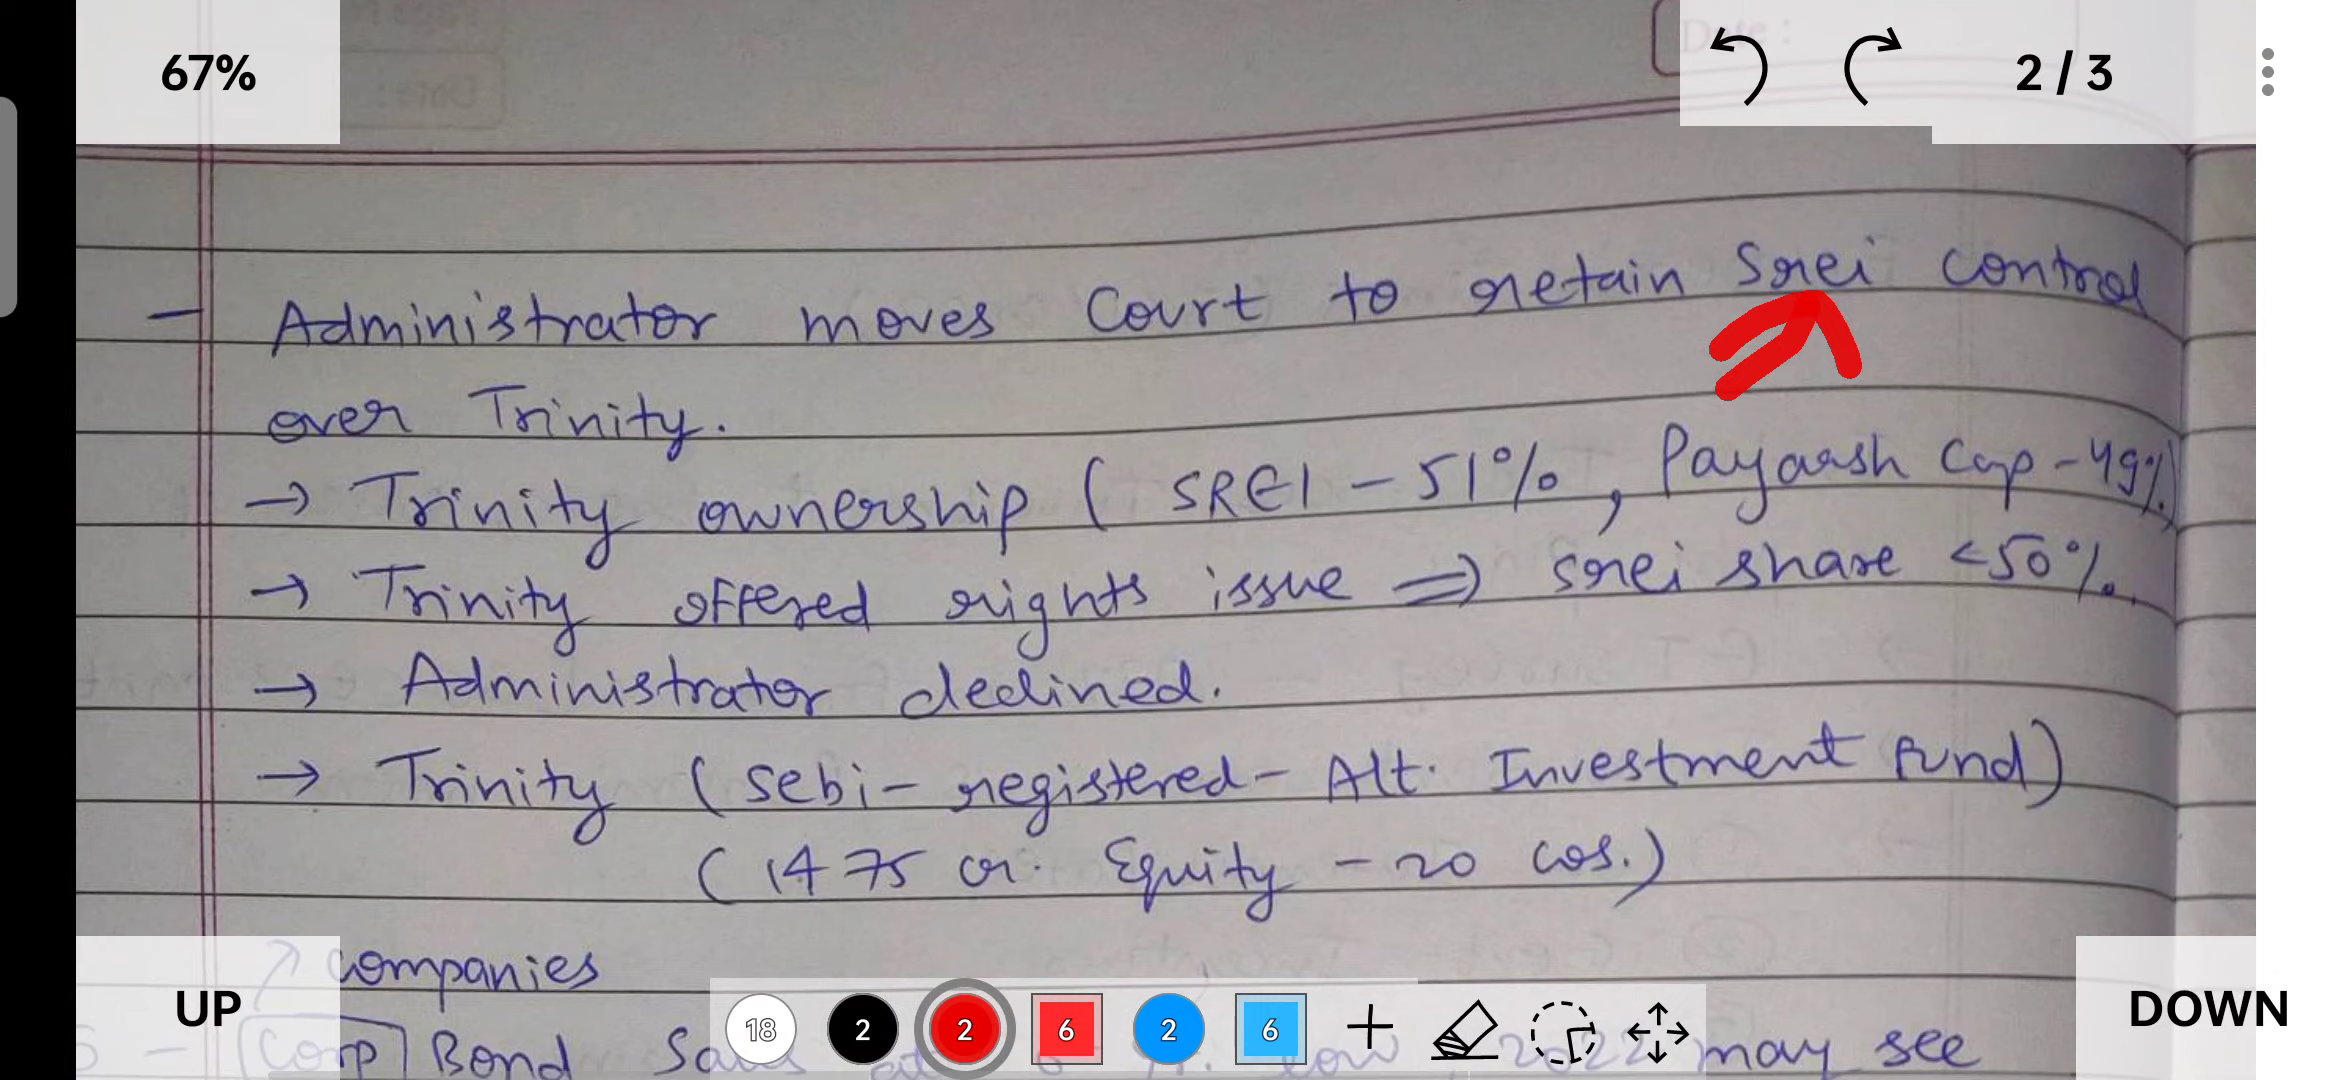 67%
2 / 3
Date :
- Administrator moves Court to retain Srei control
over Trinity.
→ Trinity ownership ( SREI - 51%, Payaash Cap - 49%)
→ Trinity offered rights issue ⇒ srei share <50%.
→ Administrator declined.
→ Trinity (Sebi-registered- Alt. Investment Fund)
(1475 cr. Equity - 20 cos.)
companies
Corp Bond 2022 may see
UP
DOWN
18 2 2 6 2 6